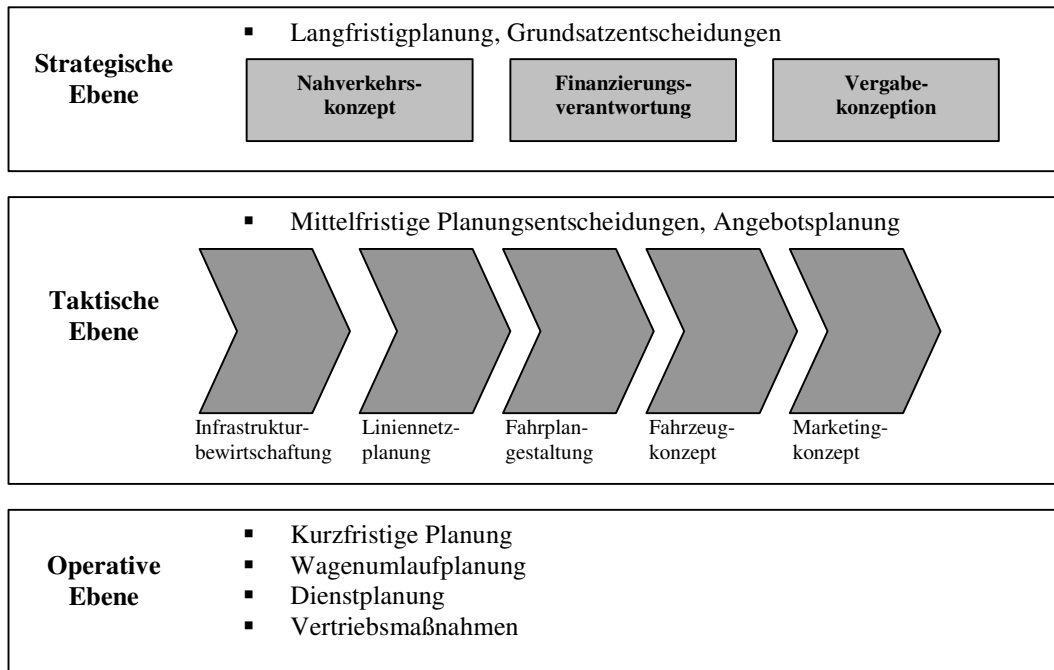 Strategische
Ebene
▪ Langfristigplanung, Grundsatzentscheidungen
Nahverkehrs-
konzept
Finanzierungs-
verantwortung
Vergabe-
konzeption
Taktische
Ebene
▪ Mittelfristige Planungsentscheidungen, Angebotsplanung
Infrastruktur-
bewirtschaftung
Liniennetz-
planung
Fahrplan-
gestaltung
Fahrzeug-
konzept
Marketing-
konzept
Operative
Ebene
▪ Kurzfristige Planung
▪ Wagenumlaufplanung
▪ Dienstplanung
▪ Vertriebsmaßnahmen